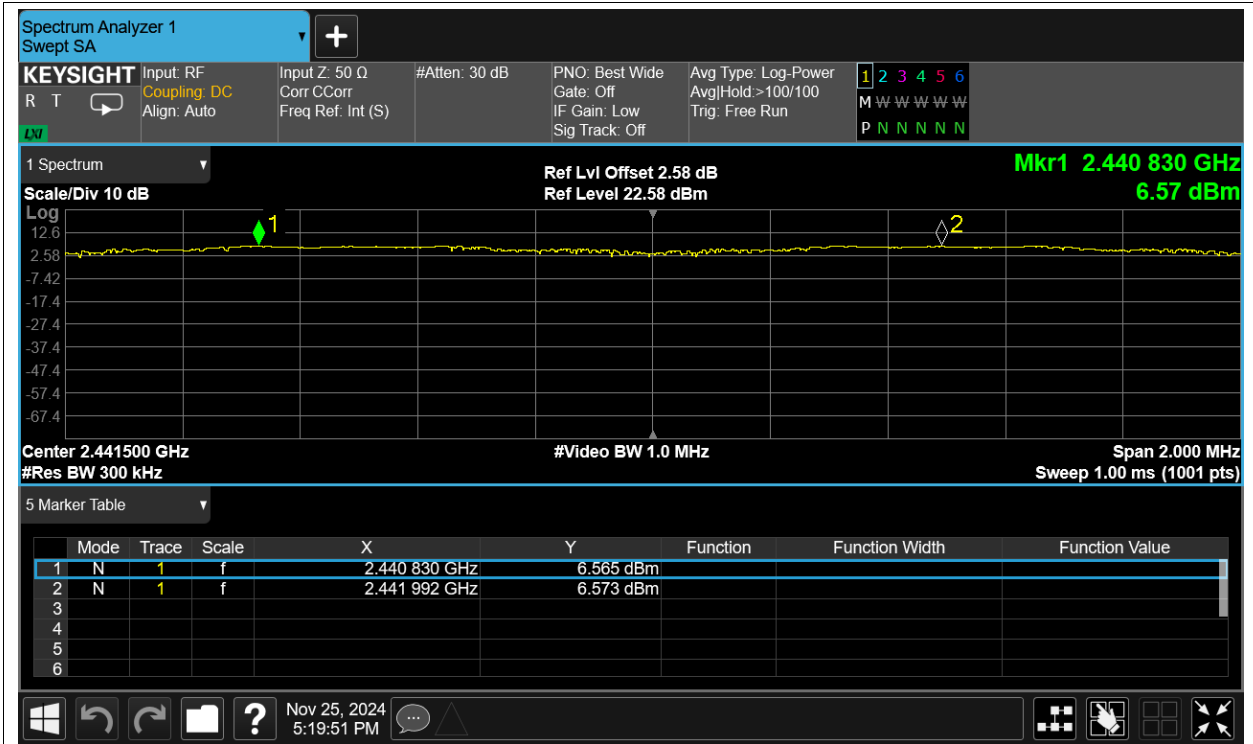 Spectrum Analyzer 1
Swept SA
KEYSIGHT
R T
LXI
Input: RF
Coupling: DC
Align: Auto
Input Z: 50 Ω
Corr CCorr
Freq Ref: Int (S)
#Atten: 30 dB
PNO: Best Wide
Gate: Off
IF Gain: Low
Sig Track: Off
Avg Type: Log-Power
Avg|Hold:>100/100
Trig: Free Run
1 2 3 4 5 6
M W W W W W
P N N N N N
1 Spectrum
Scale/Div 10 dB
Ref Lvl Offset 2.58 dB
Ref Level 22.58 dBm
Mkr1 2.440 830 GHz
6.57 dBm
Log
12.6
2.58
-7.42
-17.4
-27.4
-37.4
-47.4
-57.4
-67.4
1
2
Center 2.441500 GHz
#Res BW 300 kHz
#Video BW 1.0 MHz
Span 2.000 MHz
Sweep 1.00 ms (1001 pts)
5 Marker Table
Mode Trace Scale X Y Function Function Width Function Value
1 N 1 f 2.440 830 GHz 6.565 dBm
2 N 1 f 2.441 992 GHz 6.573 dBm
3
4
5
6
?
Nov 25, 2024
5:19:51 PM